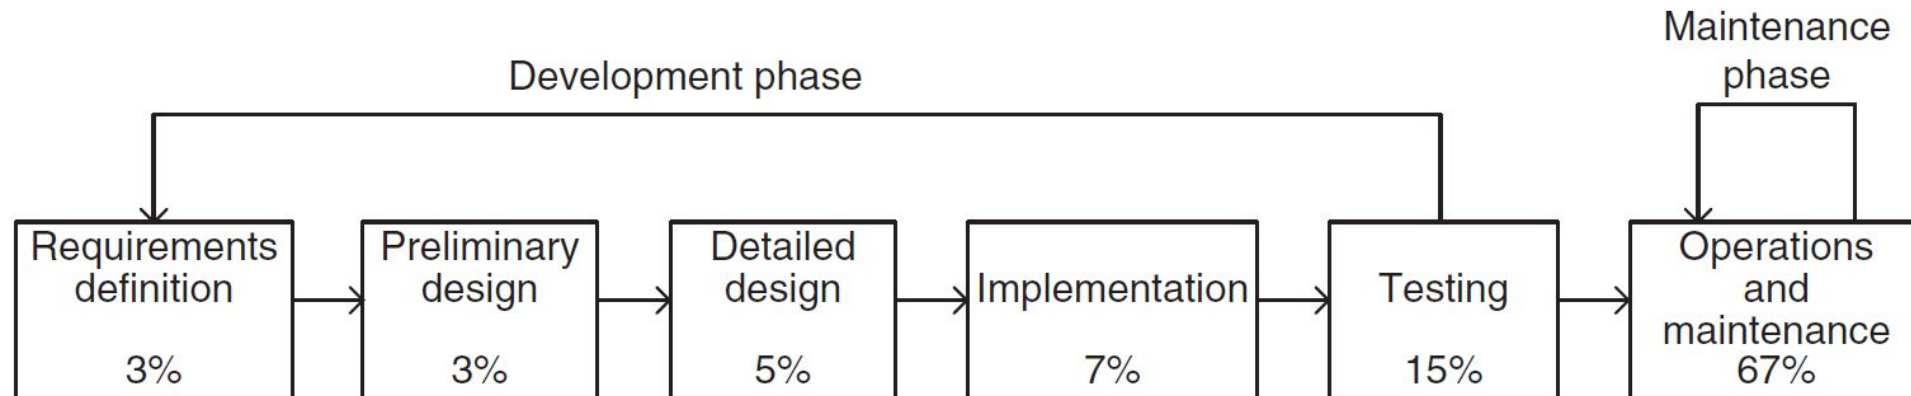 Development phase
Maintenance
phase
Requirements
definition
3%
Preliminary
design
3%
Detailed
design
5%
Implementation
7%
Testing
15%
Operations
and
maintenance
67%